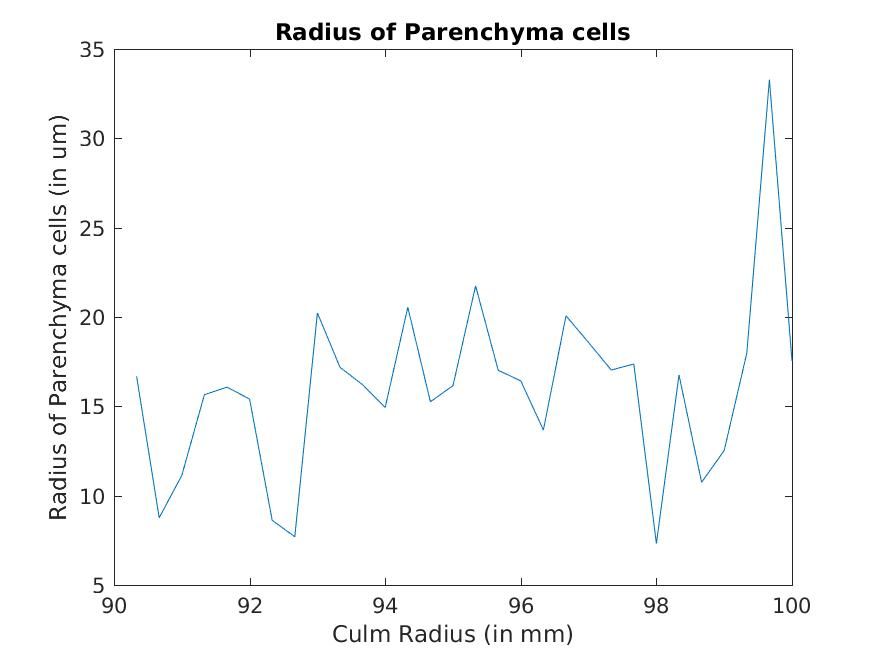 Radius of Parenchyma cells
Radius of Parenchyma cells (in um)
35
30
25
20
15
10
5
90 92 94 96 98 100
Culm Radius (in mm)